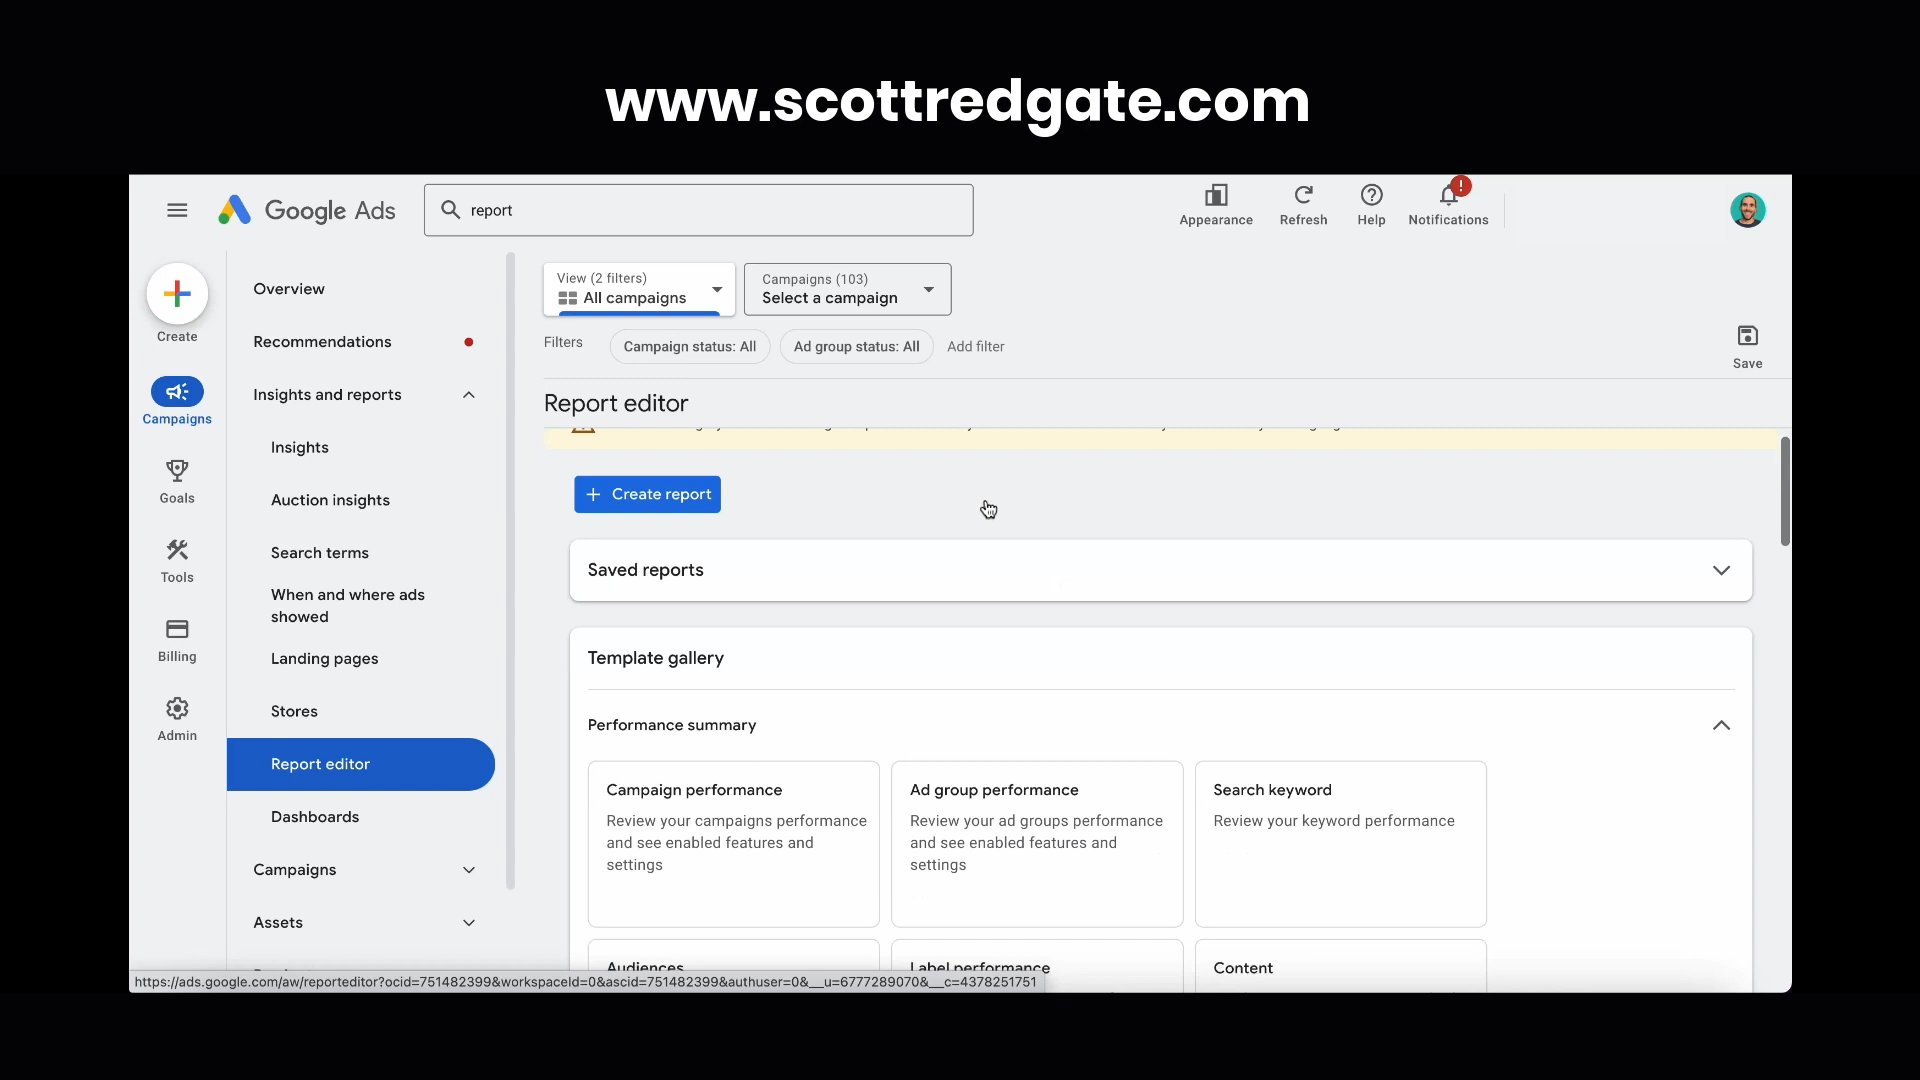 www.scottredgate.com
Google Ads
report
Appearance
Refresh
Help
Notifications
!
Create
Campaigns
Goals
Tools
Billing
Admin
Overview
Recommendations
Insights and reports
Insights
Auction insights
Search terms
When and where ads
showed
Landing pages
Stores
Report editor
Dashboards
Campaigns
Assets
View (2 filters)
All campaigns
Campaigns (103)
Select a campaign
Filters
Campaign status: All
Ad group status: All
Add filter
Save
Report editor
+ Create report
Saved reports
Template gallery
Performance summary
Campaign performance
Review your campaigns performance
and see enabled features and
settings
Ad group performance
Review your ad groups performance
and see enabled features and
settings
Search keyword
Review your keyword performance
Audiences
Label performance
Content
https://ads.google.com/aw/reporteditor?ocid=751482399&workspaceId=0&ascid=751482399&authuser=0&__u=6777289070&__c=4378251751